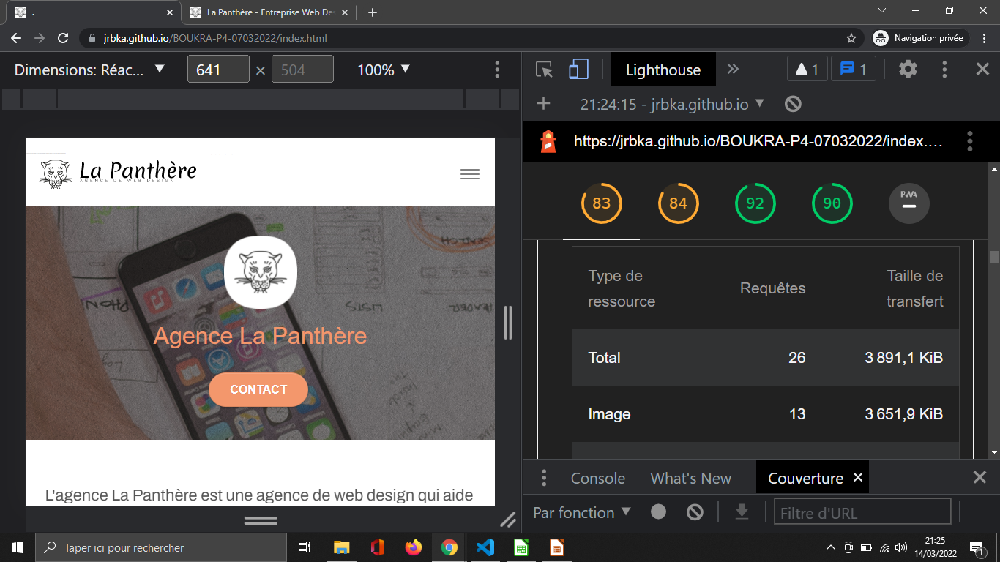 .
La Panthère - Entreprise Web Des
jrbka.github.io/BOUKRA-P4-07032022/index.html
Navigation privée
Dimensions: Réac...
641
×
504
100%
Lighthouse
1
1
21:24:15 - jrbka.github.io
https://jrbka.github.io/BOUKRA-P4-07032022/index....
83
84
92
90
PWA
La Panthère
AGENCE DE WEB DESIGN
Agence La Panthère
CONTACT
L'agence La Panthère est une agence de web design qui aide
Type de
ressource
Requêtes
Taille de
transfert
Total
26
3 891,1 KiB
Image
13
3 651,9 KiB
Console
What's New
Couverture
Par fonction
Filtre d'URL
Taper ici pour rechercher
21:25
14/03/2022
1